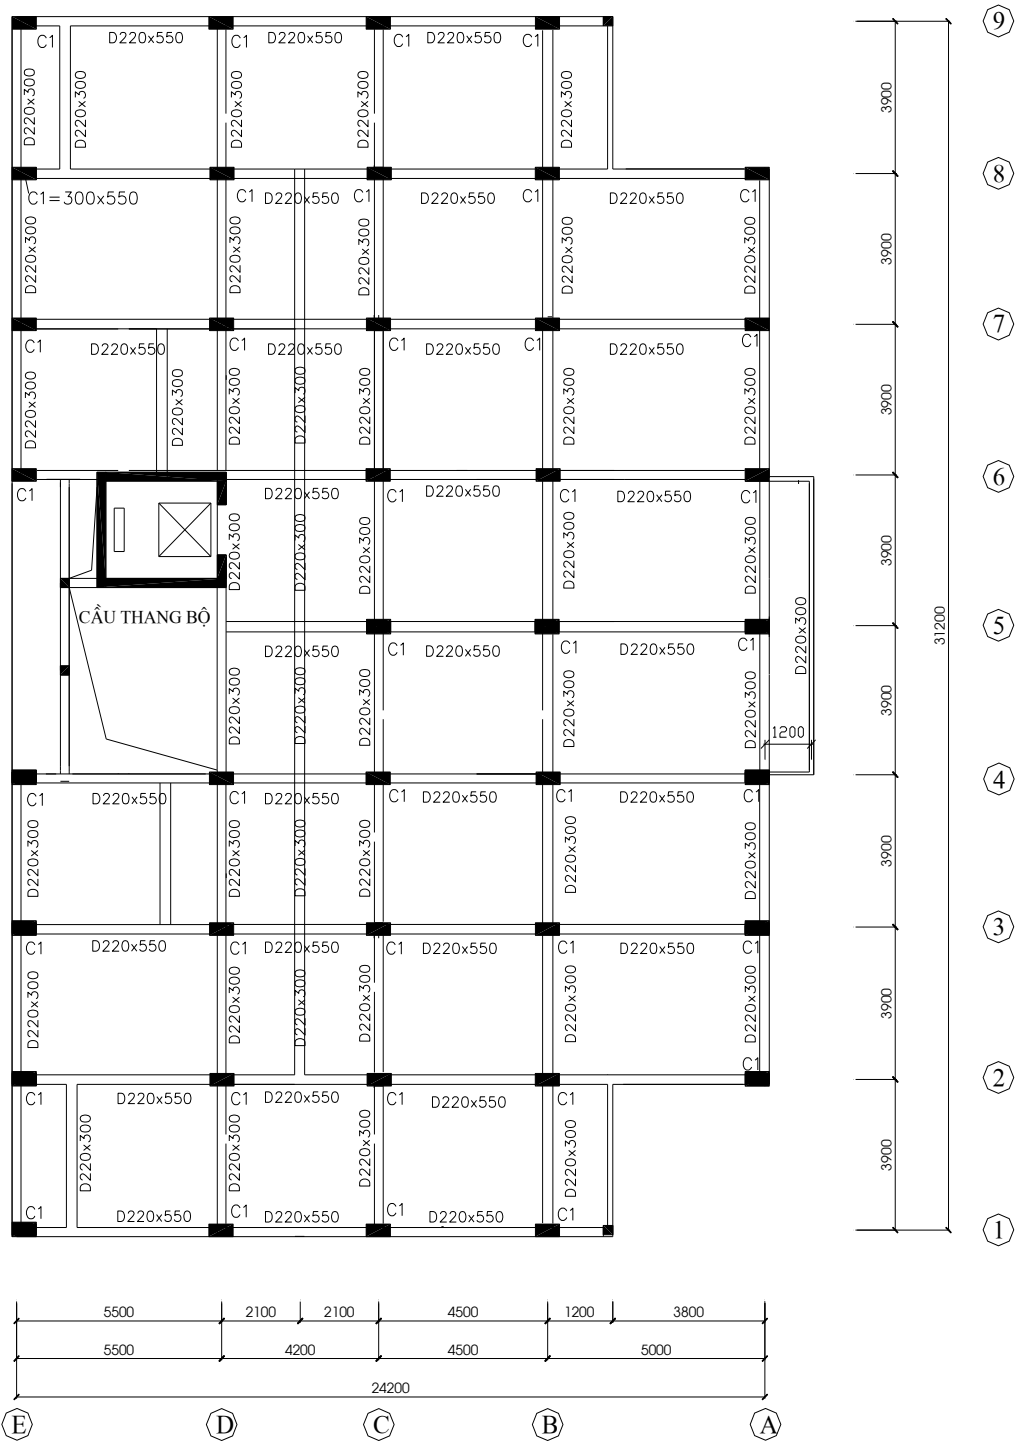 9
C1 D220x550 C1 D220x550 C1 D220x550 C1
D220x300 D220x300 D220x300 D220x300 3900
8
C1=300x550 C1 D220x550 C1 D220x550 C1 D220x550 C1
D220x300 D220x300 D220x300 D220x300 D220x300 3900
7
C1 D220x550 C1 D220x550 C1 D220x550 C1 D220x550 C1
D220x300 D220x300 D220x300 D220x300 D220x300 D220x300 D220x300 3900
6
C1 D220x550 C1 D220x550 C1 D220x550 C1
D220x300 D220x300 D220x300 D220x300 3900
CẦU THANG BỘ D220x300 31200
5
D220x550 C1 D220x550 C1 D220x550 C1
D220x300 D220x300 D220x300 D220x300 D220x300 3900
1200
4
C1 D220x550 C1 D220x550 C1 D220x550 C1 D220x550 C1
D220x300 D220x300 D220x300 D220x300 D220x300 D220x300 3900
3
C1 D220x550 C1 D220x550 C1 D220x550 C1 D220x550 C1
D220x300 D220x300 D220x300 D220x300 D220x300 D220x300 3900
C1
2
C1 D220x550 C1 D220x550 C1 D220x550 C1
D220x300 D220x300 D220x300 D220x300 3900
C1 D220x550 C1 D220x550 C1 D220x550 C1
1
5500 2100 2100 4500 1200 3800
5500 4200 4500 5000
24200
E D C B A